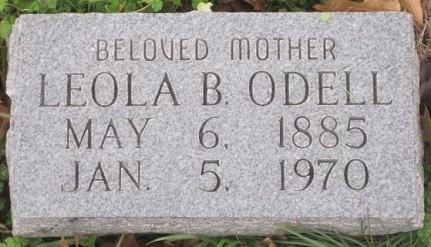 BELOVED MOTHER
LEOLA B. ODELL
MAY 6, 1885
JAN. 5, 1970